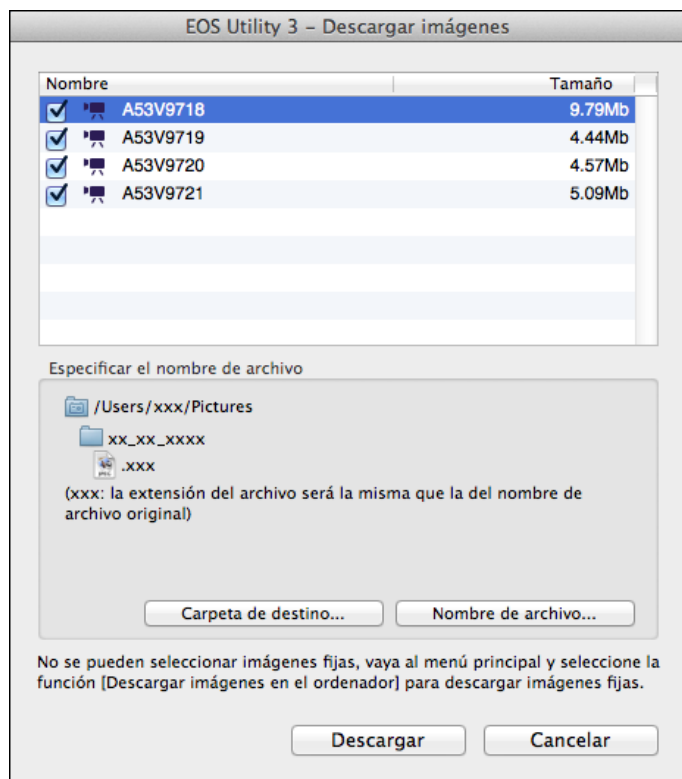 EOS Utility 3 – Descargar imágenes
Nombre Tamaño
A53V9718 9.79Mb
A53V9719 4.44Mb
A53V9720 4.57Mb
A53V9721 5.09Mb
Especificar el nombre de archivo
/Users/xxx/Pictures
xx_xx_xxxx
.xxx
(xxx: la extensión del archivo será la misma que la del nombre de
archivo original)
Carpeta de destino... Nombre de archivo...
No se pueden seleccionar imágenes fijas, vaya al menú principal y seleccione la
función [Descargar imágenes en el ordenador] para descargar imágenes fijas.
Descargar Cancelar